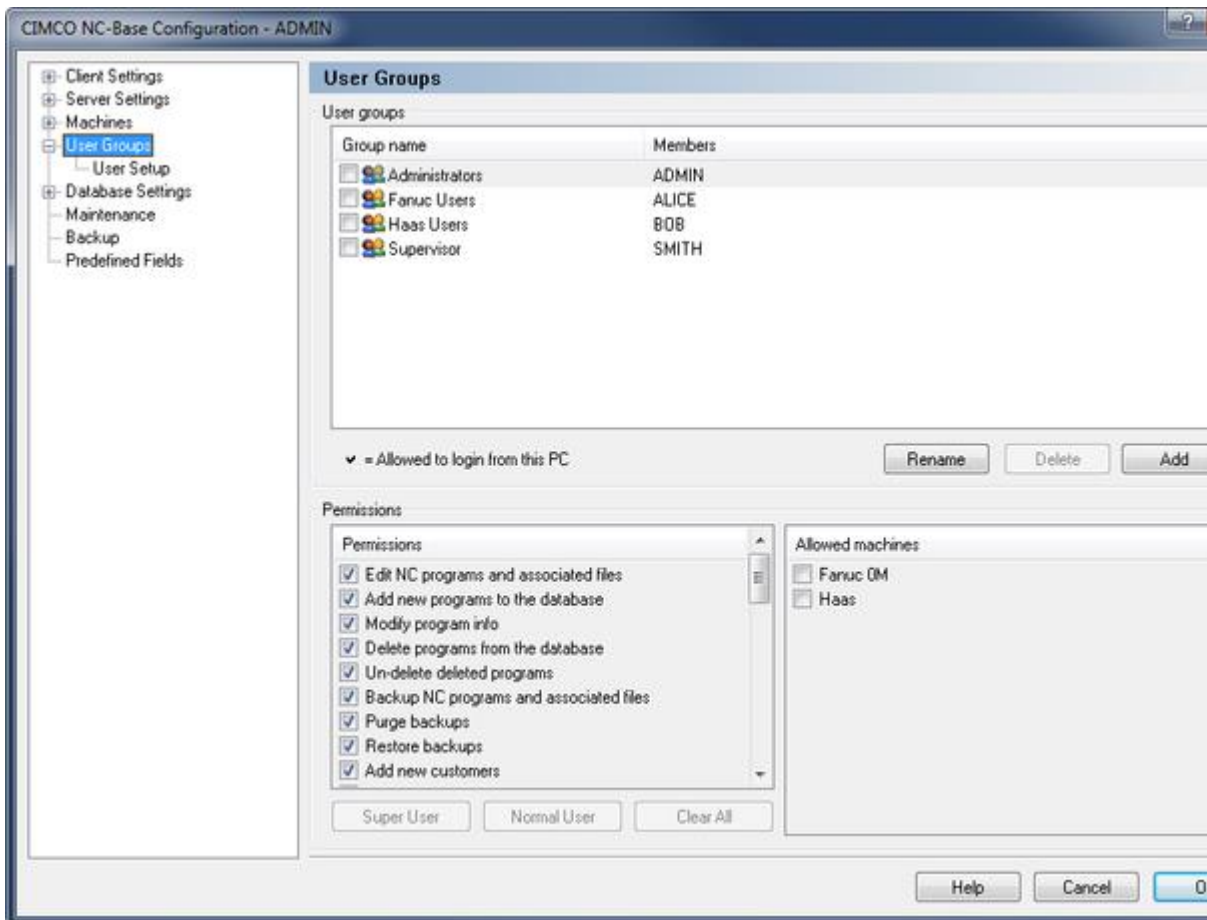 CIMCO NC-Base Configuration - ADMIN
?
Client Settings
Server Settings
Machines
User Groups
User Setup
Database Settings
Maintenance
Backup
Predefined Fields
User Groups
User groups
Group name Members
Administrators ADMIN
Fanuc Users ALICE
Haas Users BOB
Supervisor SMITH
✔ = Allowed to login from this PC
Rename Delete Add
Permissions
Permissions
Edit NC programs and associated files
Add new programs to the database
Modify program info
Delete programs from the database
Un-delete deleted programs
Backup NC programs and associated files
Purge backups
Restore backups
Add new customers
Super User Normal User Clear All
Allowed machines
Fanuc 0M
Haas
Help Cancel